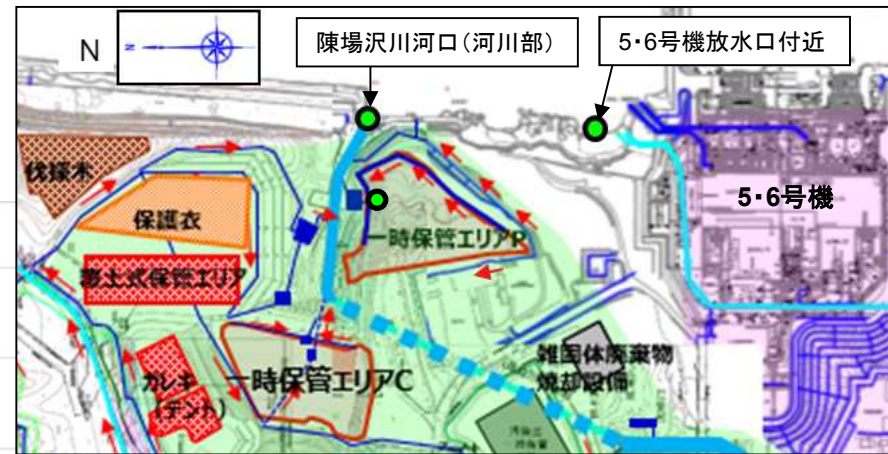 N
N
陳場沢川河口（河川部）
5・6号機放水口付近
伐採木
保護衣
5・6号機
一時保管エリアP
覆土式保管エリア
雑固体廃棄物
焼却設備
ガレキ
（テント）
一時保管エリアC